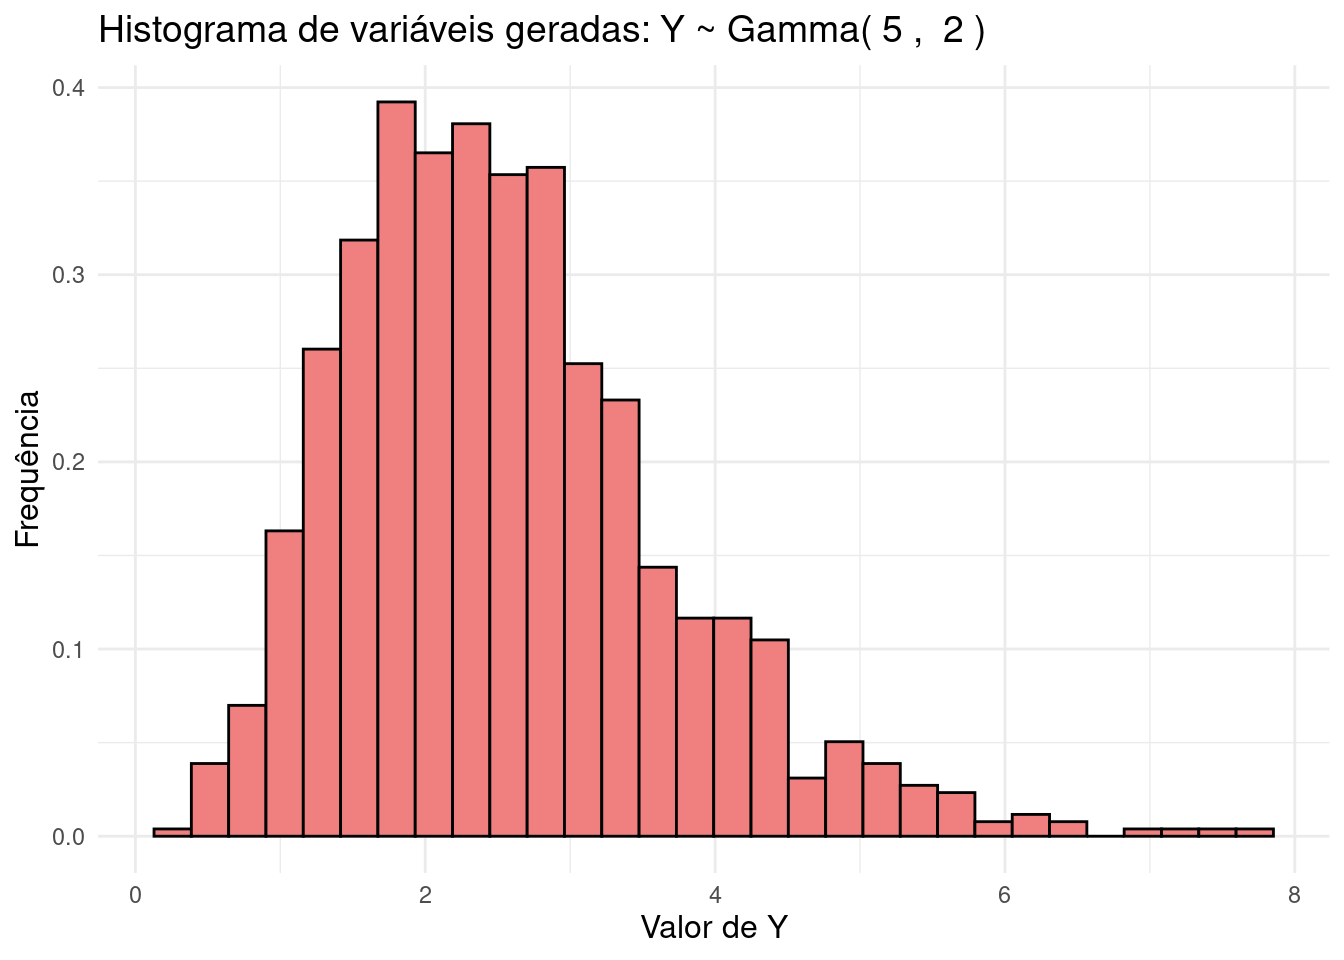 Histograma de variáveis geradas: Y ~ Gamma( 5 ,  2 )
0.4
0.3
0.2
0.1
0.0
Frequência
0 2 4 6 8
Valor de Y